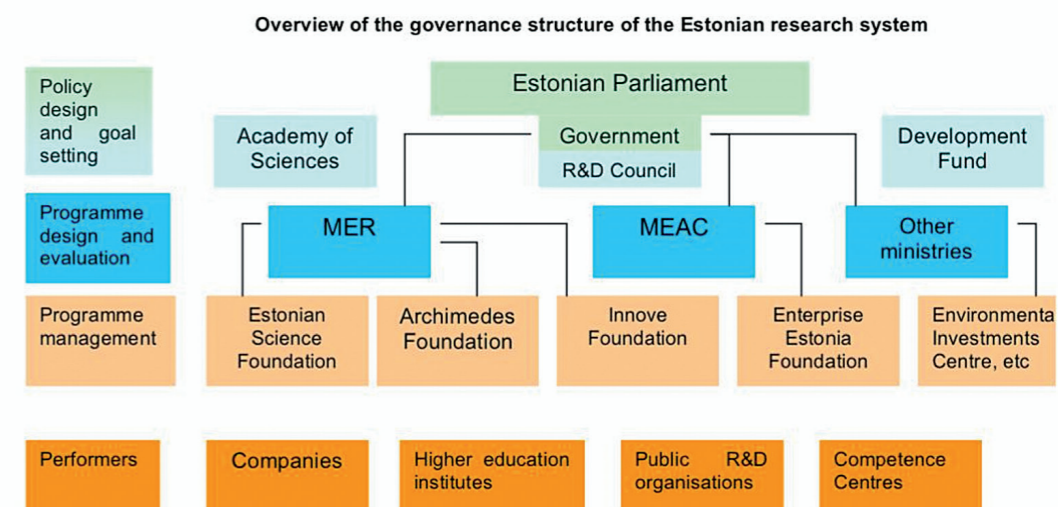 Overview of the governance structure of the Estonian research system
Policy
design
and goal
setting
Estonian Parliament
Academy of
Sciences
Government
R&D Council
Development
Fund
Programme
design and
evaluation
MER
MEAC
Other
ministries
Programme
management
Estonian
Science
Foundation
Archimedes
Foundation
Innove
Foundation
Enterprise
Estonia
Foundation
Environmenta
Investments
Centre, etc
Performers
Companies
Higher education
institutes
Public R&D
organisations
Competence
Centres